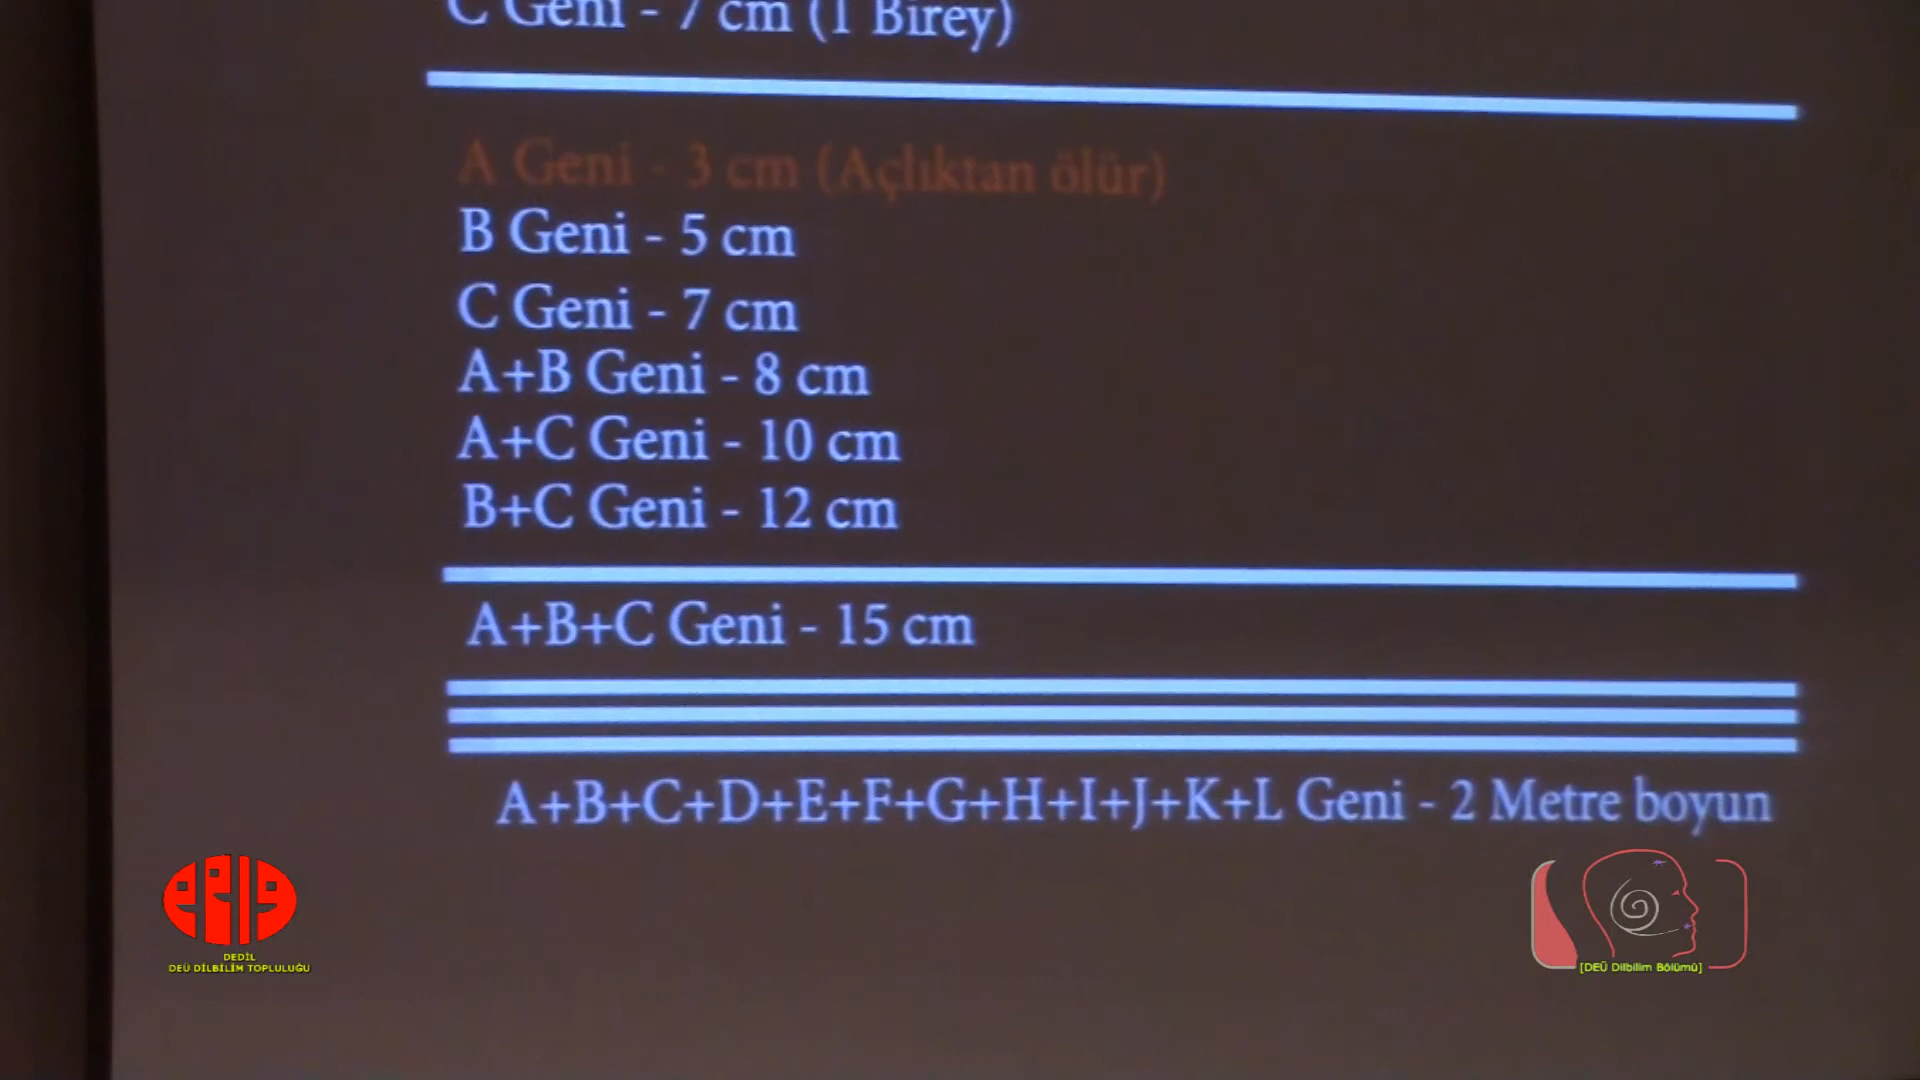 C Geni - 7 cm (1 Birey)
A Geni - 3 cm (Açlıktan ölür)
B Geni - 5 cm
C Geni - 7 cm
A+B Geni - 8 cm
A+C Geni - 10 cm
B+C Geni - 12 cm
A+B+C Geni - 15 cm
A+B+C+D+E+F+G+H+I+J+K+L Geni - 2 Metre boyun
DEDİL
DEÜ DİLBİLİM TOPLULUĞU
[DEÜ Dilbilim Bölümü]